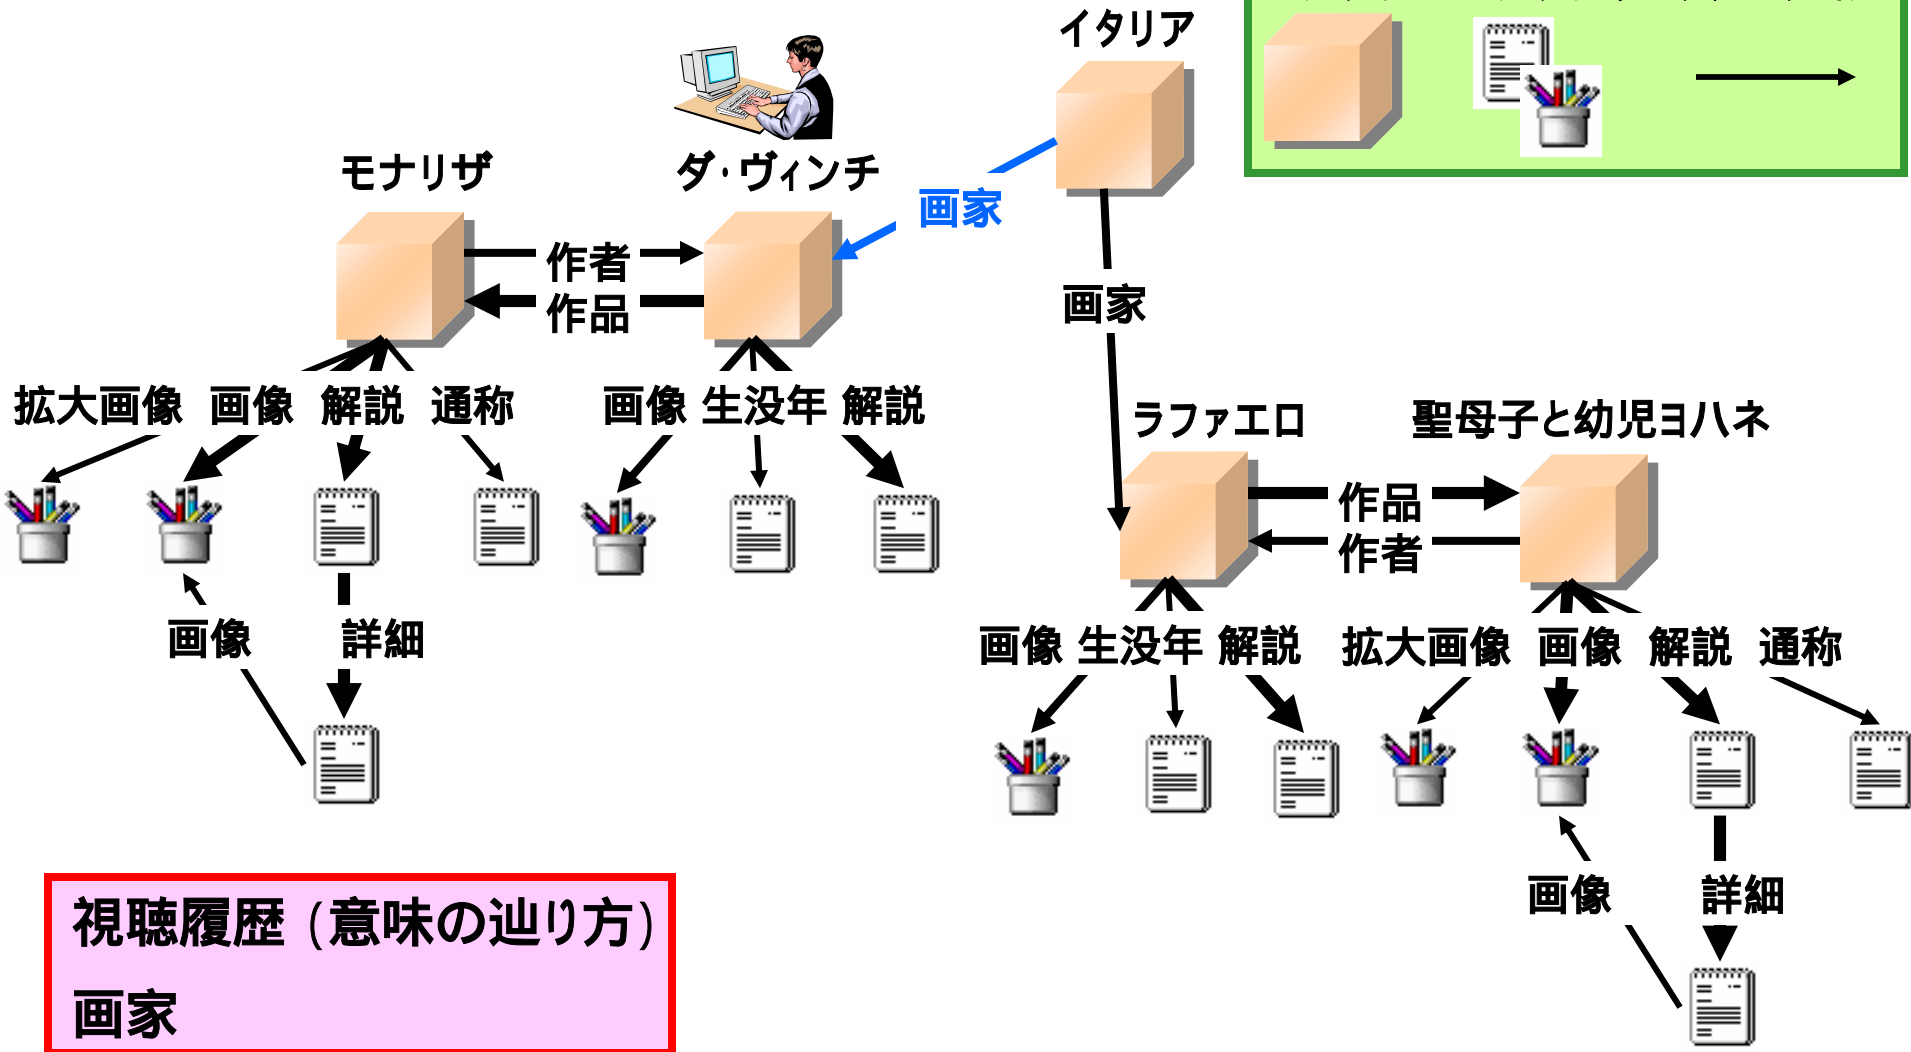 イタリア
モナリザ
ダ・ヴィンチ
画家
作者
作品
画家
拡大画像 画像 解説 通称
画像 生没年 解説
ラファエロ
聖母子と幼児ヨハネ
作品
作者
画像 詳細
画像 生没年 解説
拡大画像 画像 解説 通称
画像 詳細
視聴履歴（意味の辿り方）
画家